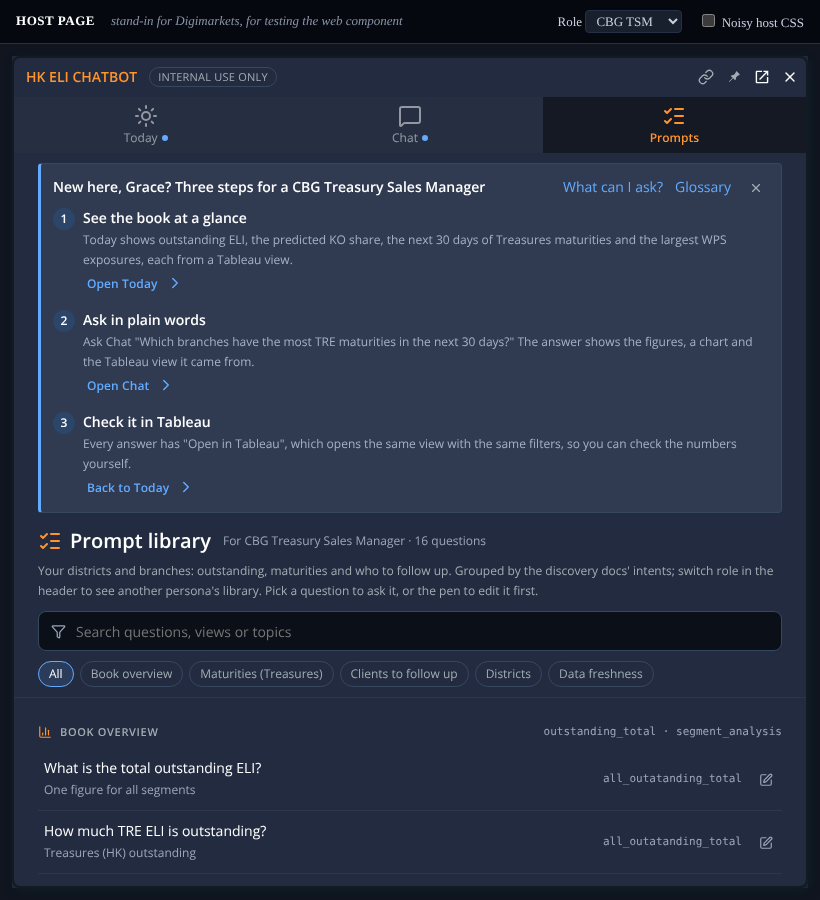 HOST PAGE stand-in for Digimarkets, for testing the web component Role CBG TSM Noisy host CSS
HK ELI CHATBOT INTERNAL USE ONLY
Today Chat Prompts
New here, Grace? Three steps for a CBG Treasury Sales Manager What can I ask? Glossary
1 See the book at a glance
Today shows outstanding ELI, the predicted KO share, the next 30 days of Treasures maturities and the largest WPS
exposures, each from a Tableau view.
Open Today
2 Ask in plain words
Ask Chat "Which branches have the most TRE maturities in the next 30 days?" The answer shows the figures, a chart and
the Tableau view it came from.
Open Chat
3 Check it in Tableau
Every answer has "Open in Tableau", which opens the same view with the same filters, so you can check the numbers
yourself.
Back to Today
Prompt library For CBG Treasury Sales Manager · 16 questions
Your districts and branches: outstanding, maturities and who to follow up. Grouped by the discovery docs' intents; switch role in the
header to see another persona's library. Pick a question to ask it, or the pen to edit it first.
Search questions, views or topics
All Book overview Maturities (Treasures) Clients to follow up Districts Data freshness
BOOK OVERVIEW outstanding_total · segment_analysis
What is the total outstanding ELI?
One figure for all segments all_outatanding_total
How much TRE ELI is outstanding?
Treasures (HK) outstanding all_outatanding_total